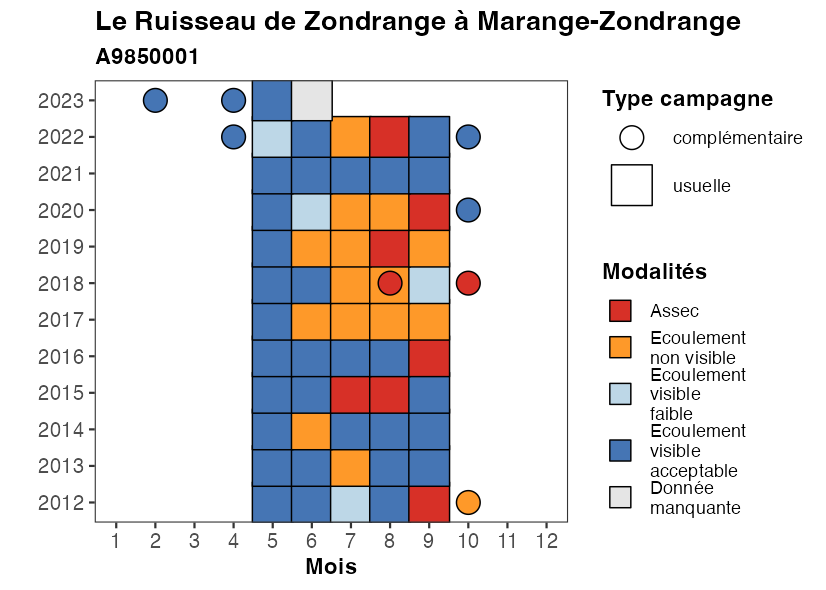 Le Ruisseau de Zondrange à Marange-Zondrange
A9850001
2023
2022
2021
2020
2019
2018
2017
2016
2015
2014
2013
2012
1 2 3 4 5 6 7 8 9 10 11 12
Mois
Type campagne
complémentaire
usuelle
Modalités
Assec
Ecoulement
non visible
Ecoulement
visible
faible
Ecoulement
visible
acceptable
Donnée
manquante